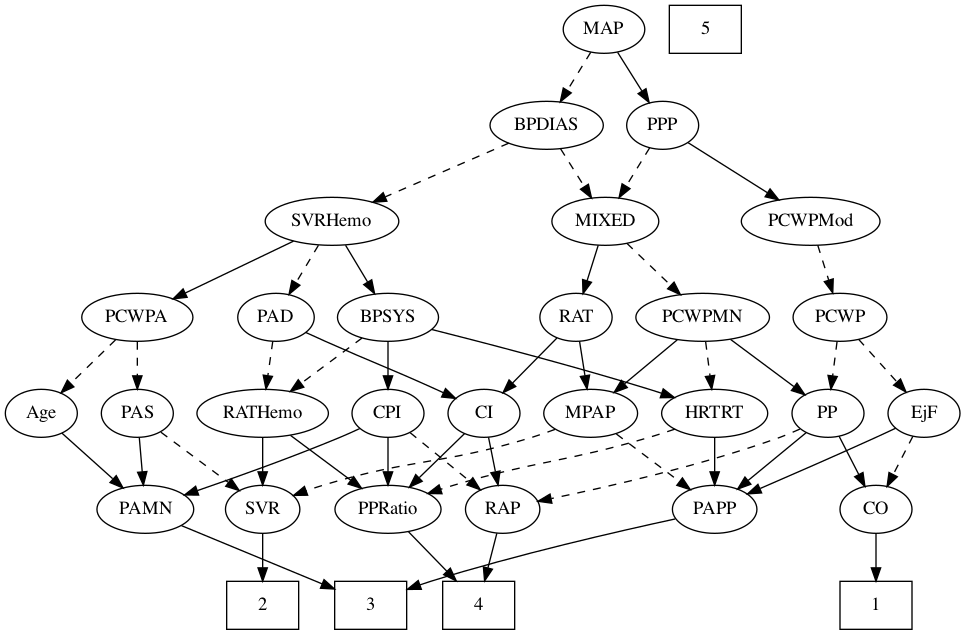 MAP
5
BPDIAS
PPP
SVRHemo
MIXED
PCWPMod
PCWPA
PAD
BPSYS
RAT
PCWPMN
PCWP
Age
PAS
RATHemo
CPI
CI
MPAP
HRTRT
PP
EjF
PAMN
SVR
PPRatio
RAP
PAPP
CO
2
3
4
1